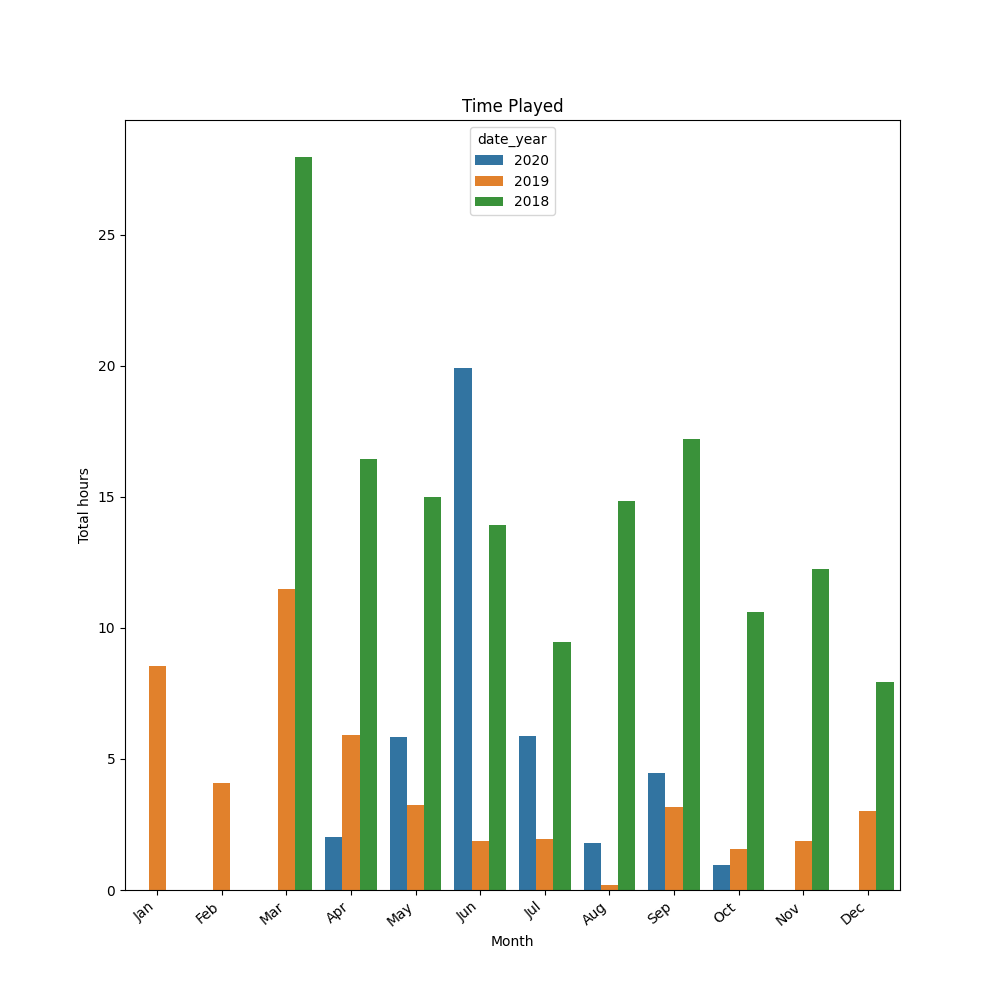 Time Played
date_year
2020
2019
2018
25
20
15
10
5
0
Total hours
Jan
Feb
Mar
Apr
May
Jun
Jul
Aug
Sep
Oct
Nov
Dec
Month